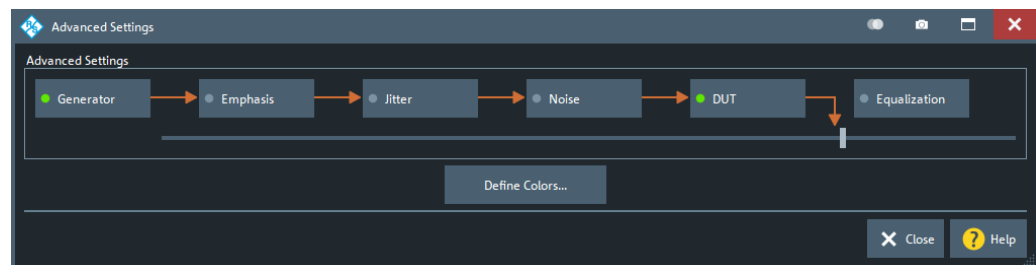 Advanced Settings
Advanced Settings
Generator Emphasis Jitter Noise DUT Equalization
Define Colors...
Close Help